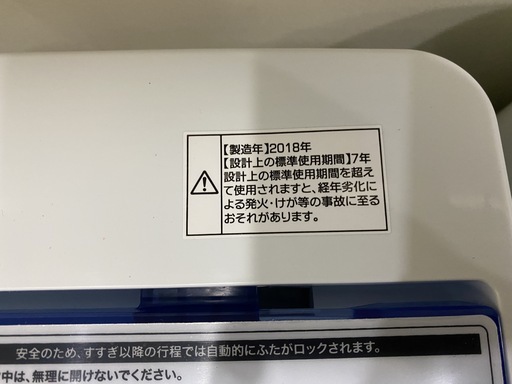 【製造年】2018年
【設計上の標準使用期間】7年
設計上の標準使用期間を超え
て使用されますと、経年劣化に
よる発火・けが等の事故に至る
おそれがあります。
安全のため、すすぎ以降の行程では自動的にふたがロックされます。
中は、無理に開けないでください。